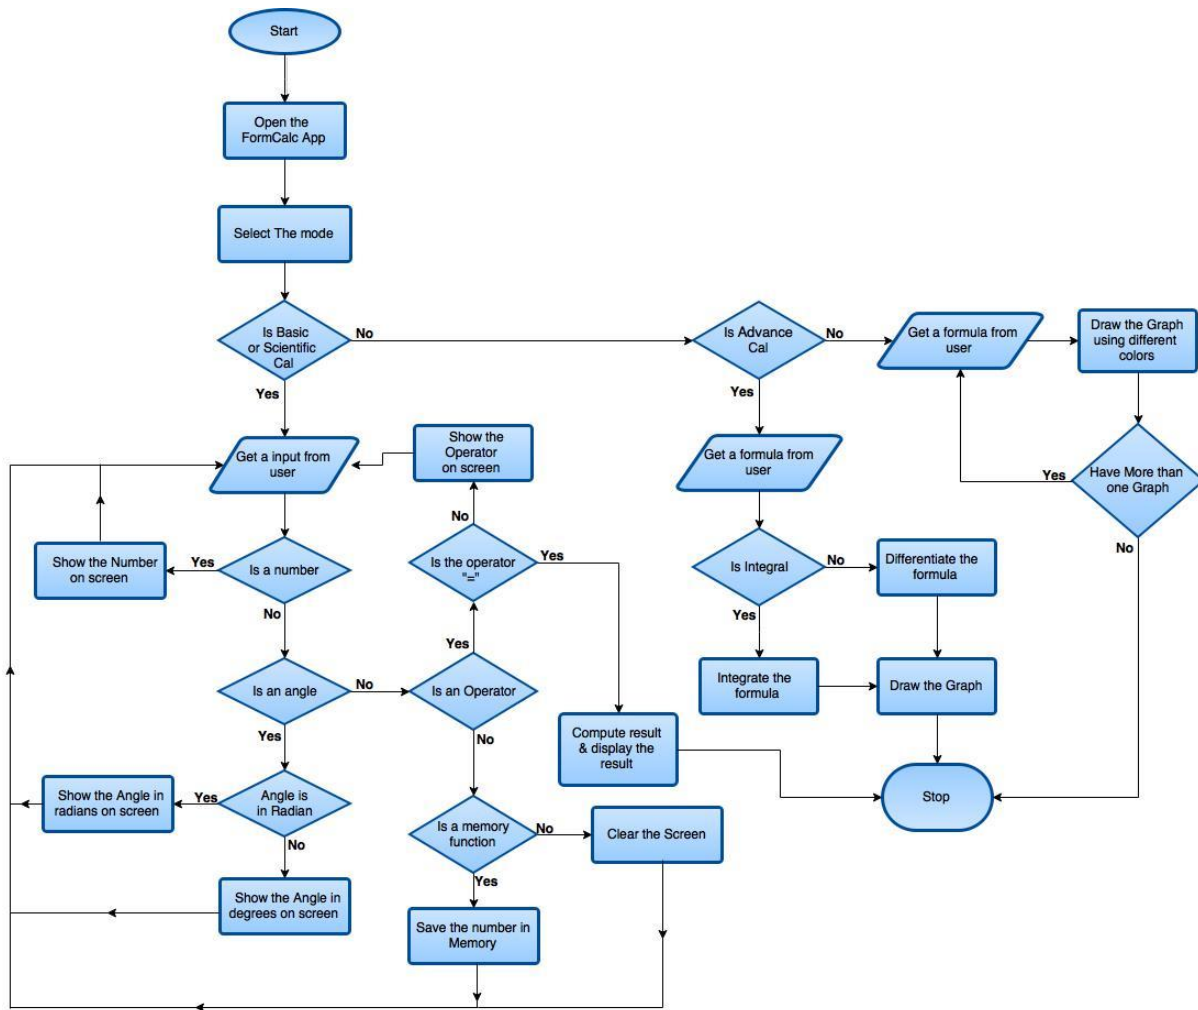 Start
Open the
FormCalc App
Select The mode
Is Basic
or Scientific
Cal
No
Yes
Is Advance
Cal
No
Yes
Get a formula from
user
Draw the Graph
using different
colors
Have More than
one Graph
Yes
No
Get a input from
user
Show the
Operator
on screen
No
Get a formula from
user
Show the Number
on screen
Yes
Is a number
No
Is the operator
"="
Yes
Yes
Is Integral
No
Yes
Differentiate the
formula
Is an angle
No
Yes
Is an Operator
No
Integrate the
formula
Draw the Graph
Compute result
& display the
result
Stop
Show the Angle in
radians on screen
Yes
Angle is
in Radian
No
Is a memory
function
No
Yes
Clear the Screen
Show the Angle in
degrees on screen
Save the number in
Memory